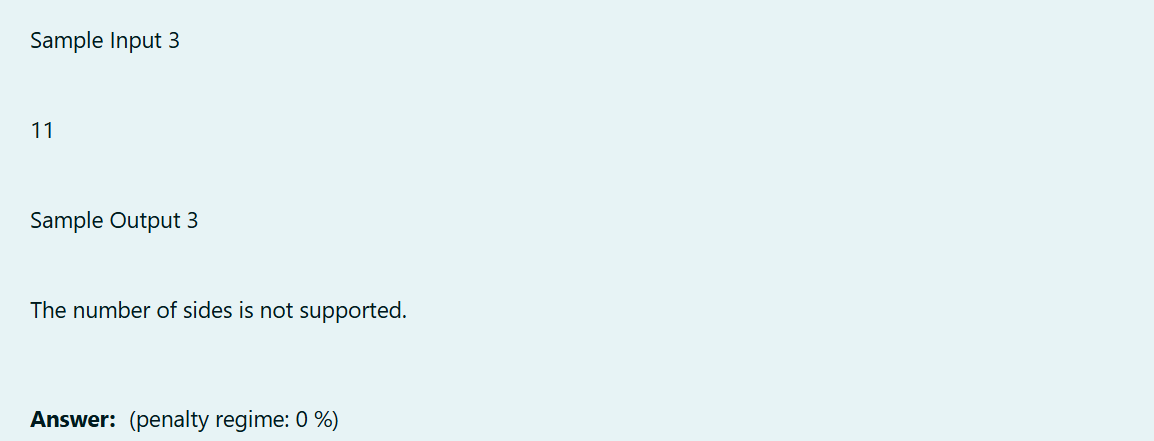 Sample Input 3
11
Sample Output 3
The number of sides is not supported.
Answer: (penalty regime: 0 %)